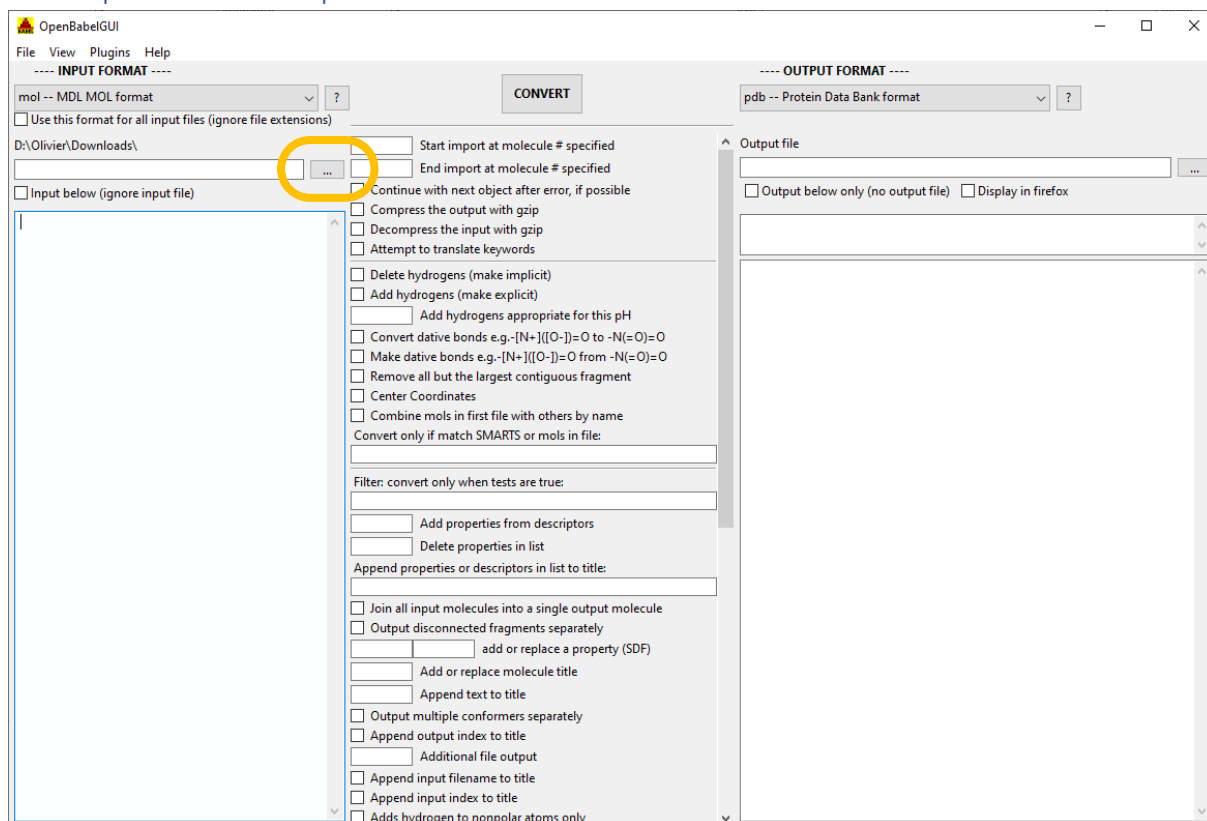 OpenBabelGUI
File View Plugins Help
---- INPUT FORMAT ----
mol -- MDL MOL format
?
Use this format for all input files (ignore file extensions)
D:\Olivier\Downloads\
...
Input below (ignore input file)
CONVERT
Start import at molecule # specified
End import at molecule # specified
Continue with next object after error, if possible
Compress the output with gzip
Decompress the input with gzip
Attempt to translate keywords
Delete hydrogens (make implicit)
Add hydrogens (make explicit)
Add hydrogens appropriate for this pH
Convert dative bonds e.g.-[N+]([O-])=O to -N(=O)=O
Make dative bonds e.g.-[N+]([O-])=O from -N(=O)=O
Remove all but the largest contiguous fragment
Center Coordinates
Combine mols in first file with others by name
Convert only if match SMARTS or mols in file:
Filter: convert only when tests are true:
Add properties from descriptors
Delete properties in list
Append properties or descriptors in list to title:
Join all input molecules into a single output molecule
Output disconnected fragments separately
add or replace a property (SDF)
Add or replace molecule title
Append text to title
Output multiple conformers separately
Append output index to title
Additional file output
Append input filename to title
Append input index to title
Adds hydrogen to nonpolar atoms only
---- OUTPUT FORMAT ----
pdb -- Protein Data Bank format
?
Output file
...
Output below only (no output file) Display in firefox